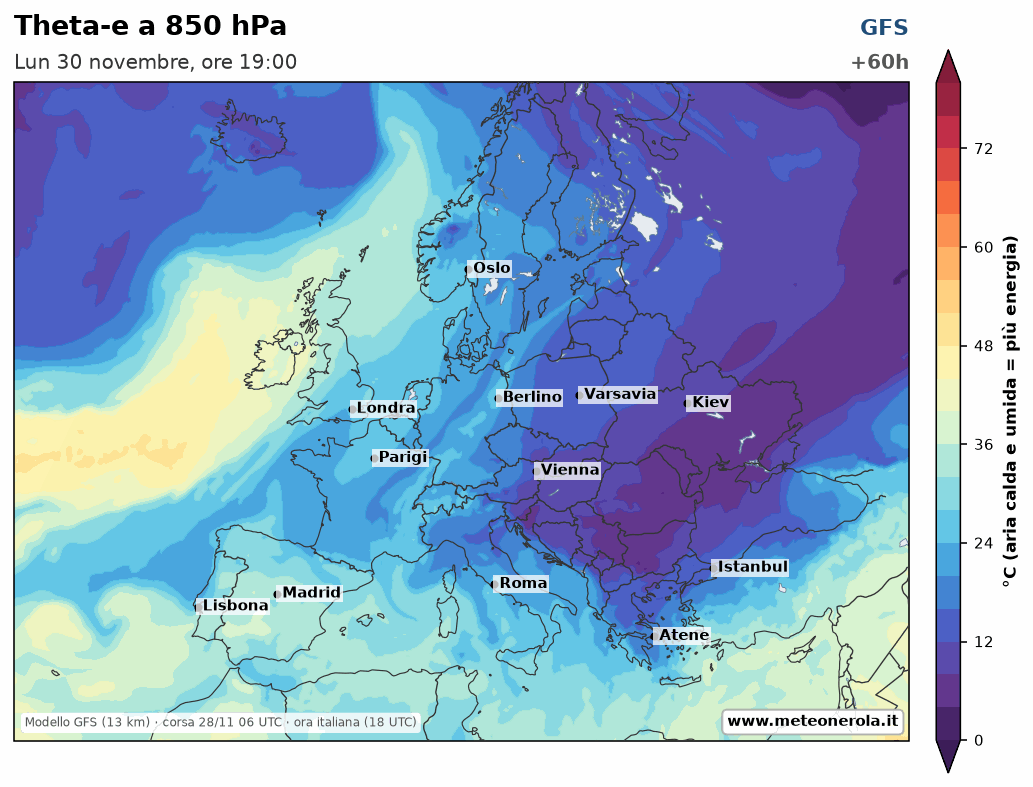 Theta-e a 850 hPa
GFS
Lun 30 novembre, ore 19:00
+60h
72
60
48
36
24
12
0
°C (aria calda e umida = più energia)
Oslo
Berlino
Varsavia
Kiev
Londra
Parigi
Vienna
Istanbul
Roma
Madrid
Lisbona
Atene
Modello GFS (13 km) · corsa 28/11 06 UTC · ora italiana (18 UTC)
www.meteonerola.it